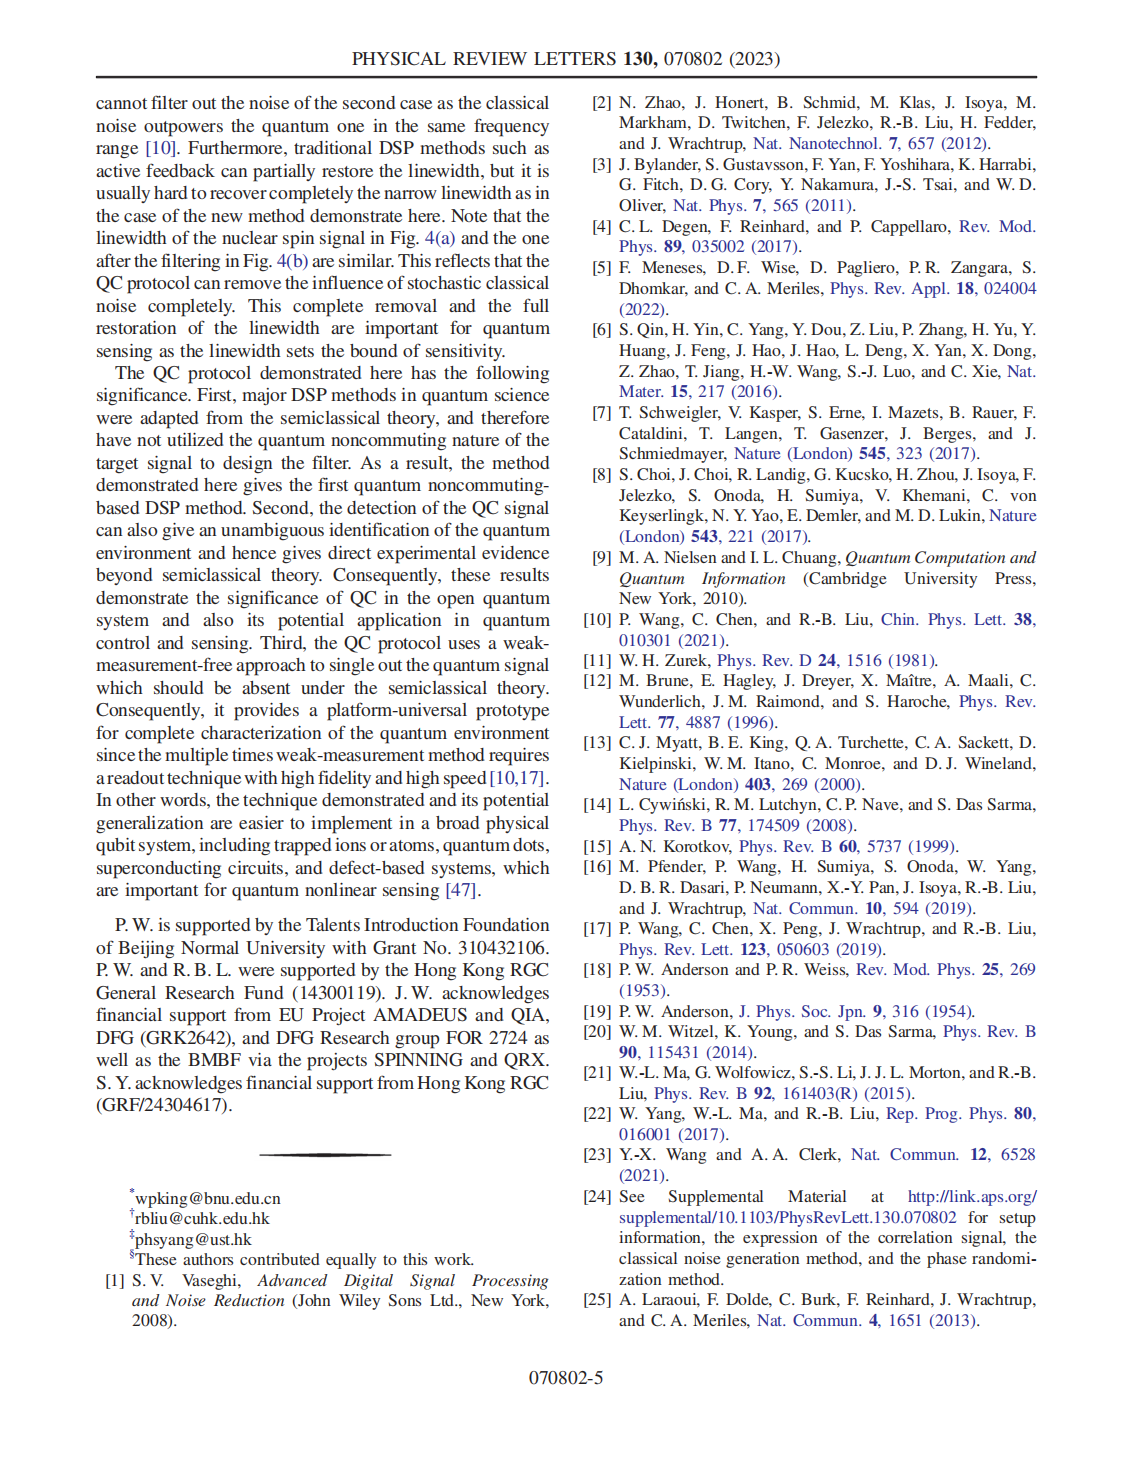 PHYSICAL REVIEW LETTERS 130, 070802 (2023)
cannot filter out the noise of the second case as the classical
noise outpowers the quantum one in the same frequency
range [10]. Furthermore, traditional DSP methods such as
active feedback can partially restore the linewidth, but it is
usually hard to recover completely the narrow linewidth as in
the case of the new method demonstrate here. Note that the
linewidth of the nuclear spin signal in Fig. 4(a) and the one
after the filtering in Fig. 4(b) are similar. This reflects that the
QC protocol can remove the influence of stochastic classical
noise completely. This complete removal and the full
restoration of the linewidth are important for quantum
sensing as the linewidth sets the bound of sensitivity.
The QC protocol demonstrated here has the following
significance. First, major DSP methods in quantum science
were adapted from the semiclassical theory, and therefore
have not utilized the quantum noncommuting nature of the
target signal to design the filter. As a result, the method
demonstrated here gives the first quantum noncommuting-
based DSP method. Second, the detection of the QC signal
can also give an unambiguous identification of the quantum
environment and hence gives direct experimental evidence
beyond semiclassical theory. Consequently, these results
demonstrate the significance of QC in the open quantum
system and also its potential application in quantum
control and sensing. Third, the QC protocol uses a weak-
measurement-free approach to single out the quantum signal
which should be absent under the semiclassical theory.
Consequently, it provides a platform-universal prototype
for complete characterization of the quantum environment
since the multiple times weak-measurement method requires
a readout technique with high fidelity and high speed [10,17].
In other words, the technique demonstrated and its potential
generalization are easier to implement in a broad physical
qubit system, including trapped ions or atoms, quantum dots,
superconducting circuits, and defect-based systems, which
are important for quantum nonlinear sensing [47].
P. W. is supported by the Talents Introduction Foundation
of Beijing Normal University with Grant No. 310432106.
P. W. and R. B. L. were supported by the Hong Kong RGC
General Research Fund (14300119). J. W. acknowledges
financial support from EU Project AMADEUS and QIA,
DFG (GRK2642), and DFG Research group FOR 2724 as
well as the BMBF via the projects SPINNING and QRX.
S. Y. acknowledges financial support from Hong Kong RGC
(GRF/24304617).
*wpking@bnu.edu.cn
†rbliu@cuhk.edu.hk
‡phsyang@ust.hk
§These authors contributed equally to this work.
[1] S. V. Vaseghi, Advanced Digital Signal Processing
and Noise Reduction (John Wiley Sons Ltd., New York,
2008).
[2] N. Zhao, J. Honert, B. Schmid, M. Klas, J. Isoya, M.
Markham, D. Twitchen, F. Jelezko, R.-B. Liu, H. Fedder,
and J. Wrachtrup, Nat. Nanotechnol. 7, 657 (2012).
[3] J. Bylander, S. Gustavsson, F. Yan, F. Yoshihara, K. Harrabi,
G. Fitch, D. G. Cory, Y. Nakamura, J.-S. Tsai, and W. D.
Oliver, Nat. Phys. 7, 565 (2011).
[4] C. L. Degen, F. Reinhard, and P. Cappellaro, Rev. Mod.
Phys. 89, 035002 (2017).
[5] F. Meneses, D. F. Wise, D. Pagliero, P. R. Zangara, S.
Dhomkar, and C. A. Meriles, Phys. Rev. Appl. 18, 024004
(2022).
[6] S. Qin, H. Yin, C. Yang, Y. Dou, Z. Liu, P. Zhang, H. Yu, Y.
Huang, J. Feng, J. Hao, J. Hao, L. Deng, X. Yan, X. Dong,
Z. Zhao, T. Jiang, H.-W. Wang, S.-J. Luo, and C. Xie, Nat.
Mater. 15, 217 (2016).
[7] T. Schweigler, V. Kasper, S. Erne, I. Mazets, B. Rauer, F.
Cataldini, T. Langen, T. Gasenzer, J. Berges, and J.
Schmiedmayer, Nature (London) 545, 323 (2017).
[8] S. Choi, J. Choi, R. Landig, G. Kucsko, H. Zhou, J. Isoya, F.
Jelezko, S. Onoda, H. Sumiya, V. Khemani, C. von
Keyserlingk, N. Y. Yao, E. Demler, and M. D. Lukin, Nature
(London) 543, 221 (2017).
[9] M. A. Nielsen and I. L. Chuang, Quantum Computation and
Quantum Information (Cambridge University Press,
New York, 2010).
[10] P. Wang, C. Chen, and R.-B. Liu, Chin. Phys. Lett. 38,
010301 (2021).
[11] W. H. Zurek, Phys. Rev. D 24, 1516 (1981).
[12] M. Brune, E. Hagley, J. Dreyer, X. Maître, A. Maali, C.
Wunderlich, J. M. Raimond, and S. Haroche, Phys. Rev.
Lett. 77, 4887 (1996).
[13] C. J. Myatt, B. E. King, Q. A. Turchette, C. A. Sackett, D.
Kielpinski, W. M. Itano, C. Monroe, and D. J. Wineland,
Nature (London) 403, 269 (2000).
[14] L. Cywiński, R. M. Lutchyn, C. P. Nave, and S. Das Sarma,
Phys. Rev. B 77, 174509 (2008).
[15] A. N. Korotkov, Phys. Rev. B 60, 5737 (1999).
[16] M. Pfender, P. Wang, H. Sumiya, S. Onoda, W. Yang,
D. B. R. Dasari, P. Neumann, X.-Y. Pan, J. Isoya, R.-B. Liu,
and J. Wrachtrup, Nat. Commun. 10, 594 (2019).
[17] P. Wang, C. Chen, X. Peng, J. Wrachtrup, and R.-B. Liu,
Phys. Rev. Lett. 123, 050603 (2019).
[18] P. W. Anderson and P. R. Weiss, Rev. Mod. Phys. 25, 269
(1953).
[19] P. W. Anderson, J. Phys. Soc. Jpn. 9, 316 (1954).
[20] W. M. Witzel, K. Young, and S. Das Sarma, Phys. Rev. B
90, 115431 (2014).
[21] W.-L. Ma, G. Wolfowicz, S.-S. Li, J. J. L. Morton, and R.-B.
Liu, Phys. Rev. B 92, 161403(R) (2015).
[22] W. Yang, W.-L. Ma, and R.-B. Liu, Rep. Prog. Phys. 80,
016001 (2017).
[23] Y.-X. Wang and A. A. Clerk, Nat. Commun. 12, 6528
(2021).
[24] See Supplemental Material at http://link.aps.org/
supplemental/10.1103/PhysRevLett.130.070802 for setup
information, the expression of the correlation signal, the
classical noise generation method, and the phase randomi-
zation method.
[25] A. Laraoui, F. Dolde, C. Burk, F. Reinhard, J. Wrachtrup,
and C. A. Meriles, Nat. Commun. 4, 1651 (2013).
070802-5